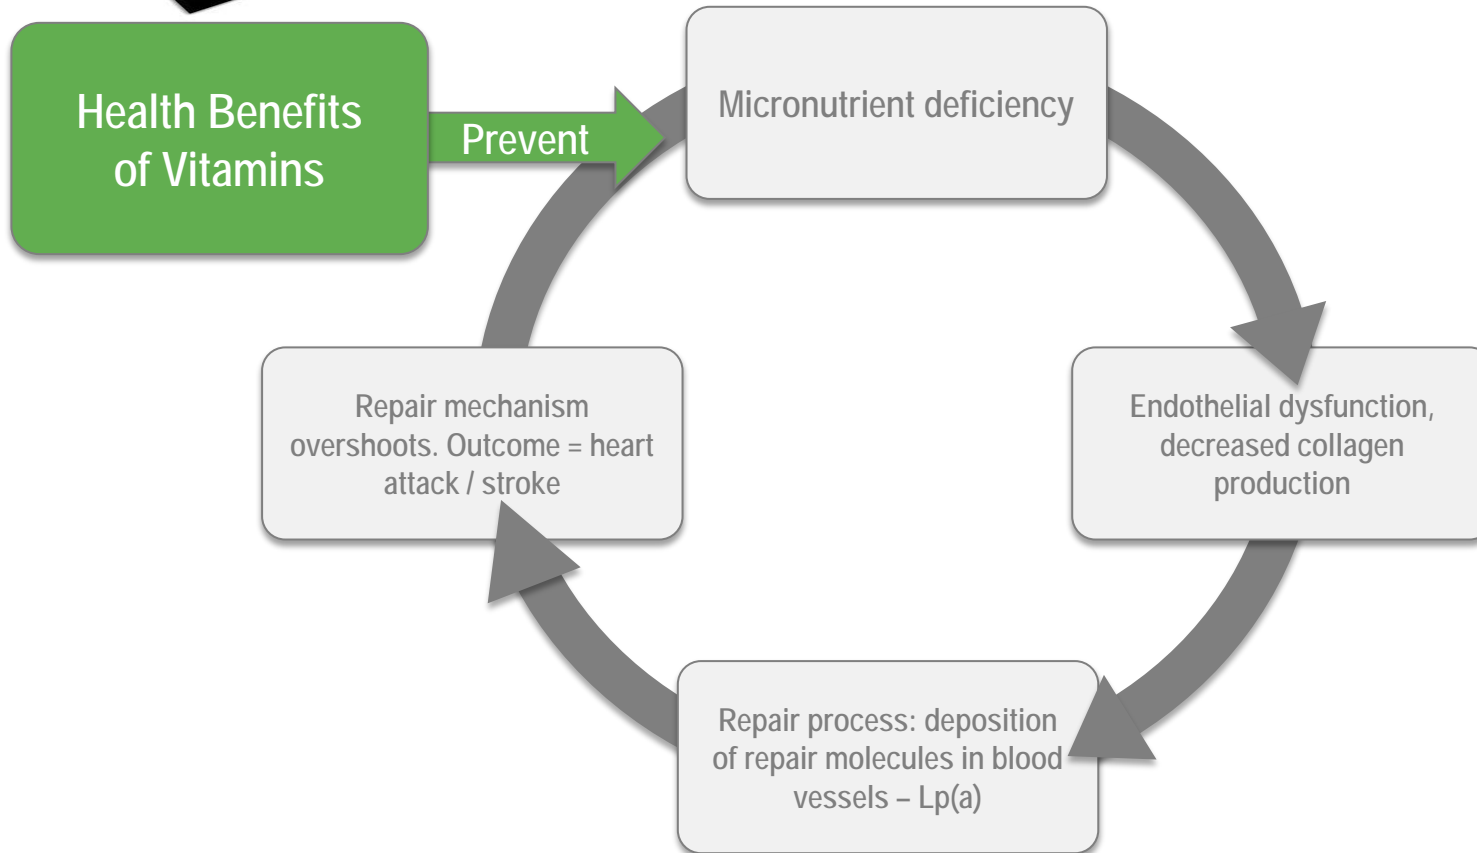 Health Benefits
of Vitamins
Prevent
Micronutrient deficiency
Endothelial dysfunction,
decreased collagen
production
Repair process: deposition
of repair molecules in blood
vessels – Lp(a)
Repair mechanism
overshoots. Outcome = heart
attack / stroke